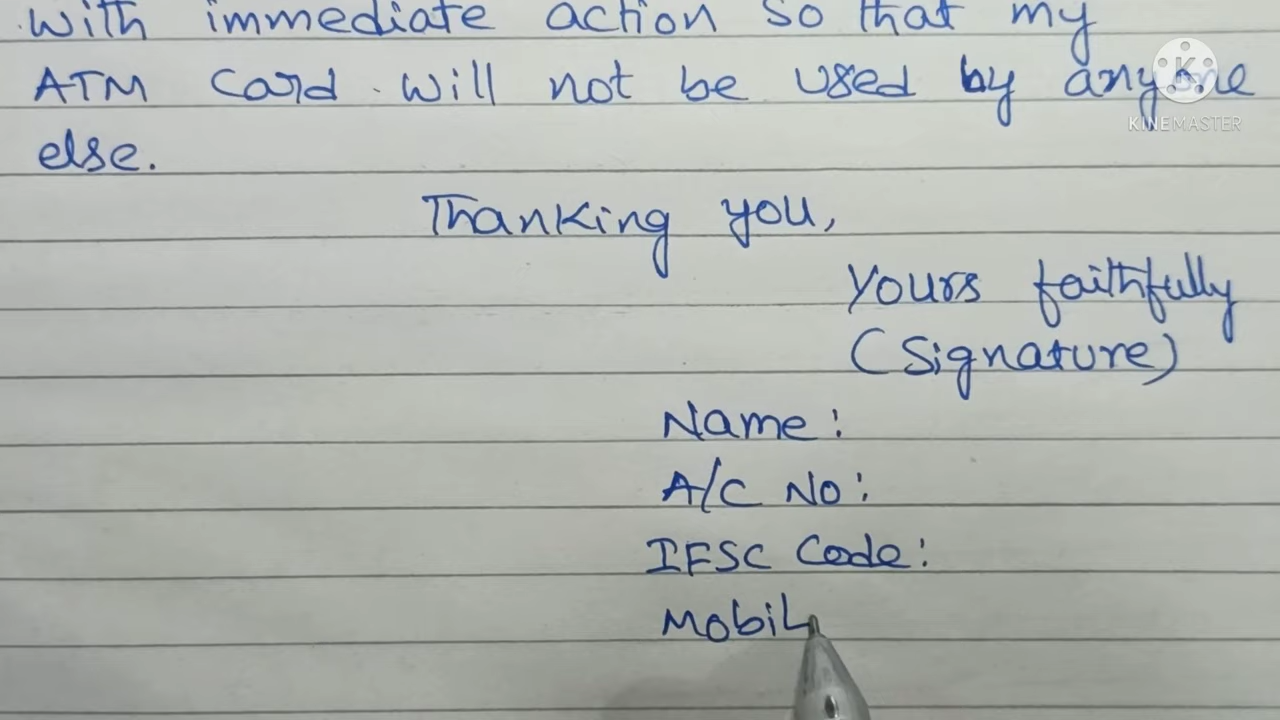 with immediate action so that my
ATM Card will not be used by anyone
else.
Thanking you,
Yours faithfully
(Signature)
Name:
A/C No:
IFSC Code:
Mobil
KINEMASTER